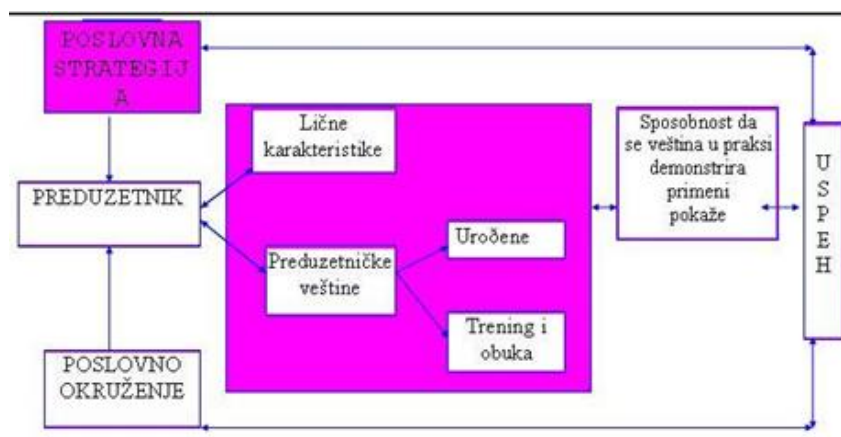 POSLOVNA
STRATEGIJ
A
Lične
karakteristike
Sposobnost da
se veština u praksi
demonstrira
primeni
pokaže
U
S
P
E
H
PREDUZETNIK
Uroðene
Preduzetničke
veštine
Trening i
obuka
POSLOVNO
OKRUŽENJE